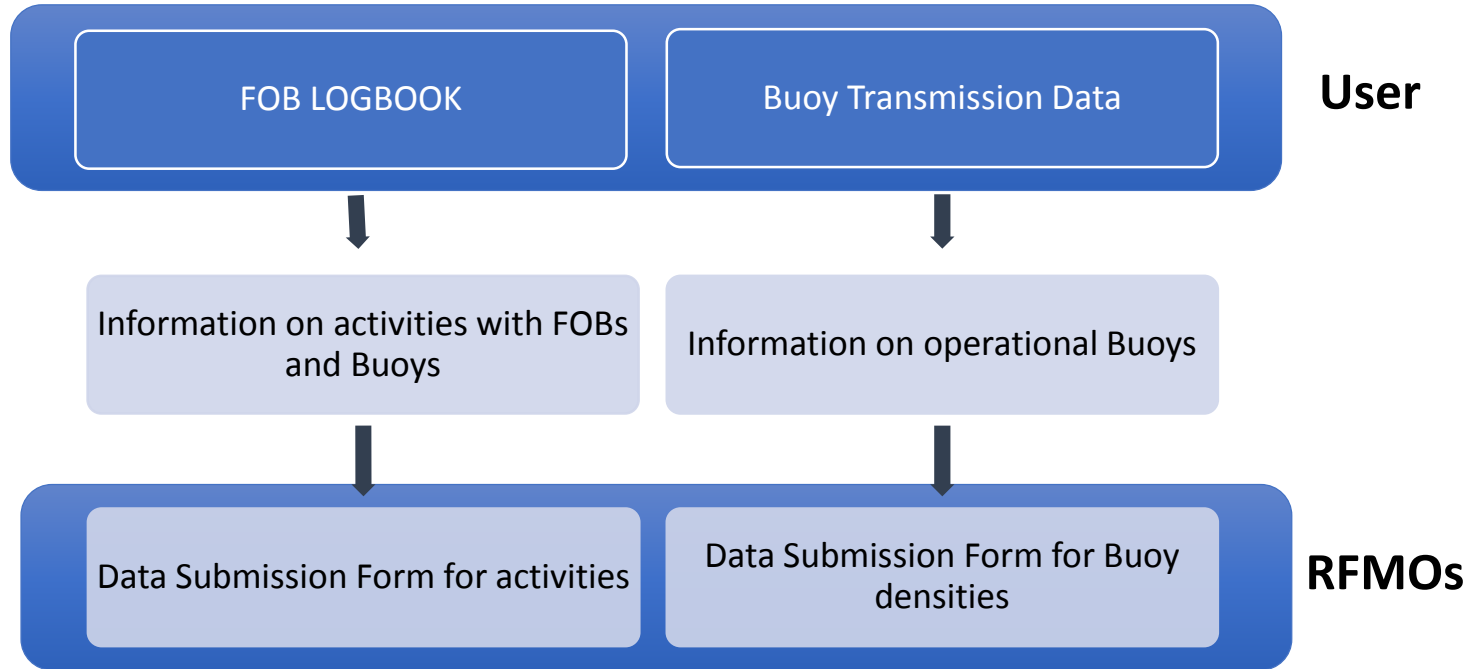 FOB LOGBOOK
Buoy Transmission Data
User
Information on activities with FOBs
and Buoys
Information on operational Buoys
Data Submission Form for activities
Data Submission Form for Buoy
densities
RFMOs